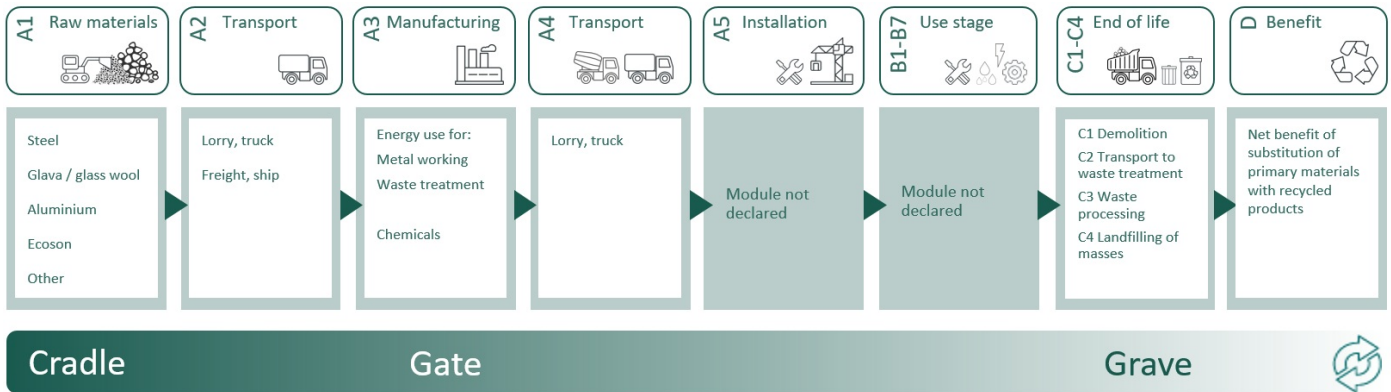 A1 Raw materials
A2 Transport
A3 Manufacturing
A4 Transport
A5 Installation
B1-B7 Use stage
C1-C4 End of life
D Benefit
Steel
Glava / glass wool
Aluminium
Ecoson
Other
Lorry, truck
Freight, ship
Energy use for:
Metal working
Waste treatment
Chemicals
Lorry, truck
Module not
declared
Module not
declared
C1 Demolition
C2 Transport to
waste treatment
C3 Waste
processing
C4 Landfilling of
masses
Net benefit of
substitution of
primary materials
with recycled
products
Cradle
Gate
Grave